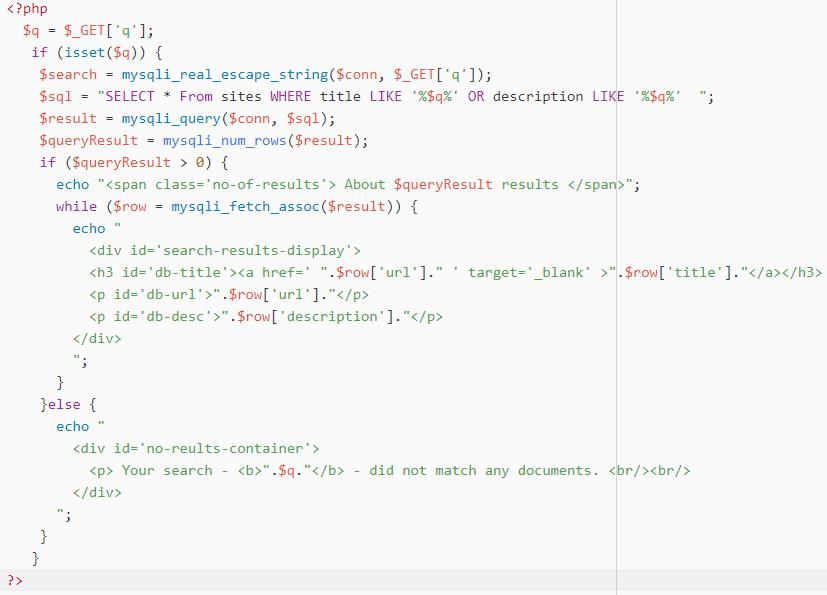 <?php
$q = $_GET['q'];
if (isset($q)) {
$search = mysqli_real_escape_string($conn, $_GET['q']);
$sql = "SELECT * From sites WHERE title LIKE '%$q%' OR description LIKE '%$q%'  ";
$result = mysqli_query($conn, $sql);
$queryResult = mysqli_num_rows($result);
if ($queryResult > 0) {
echo "<span class='no-of-results'> About $queryResult results </span>";
while ($row = mysqli_fetch_assoc($result)) {
echo "
<div id='search-results-display'>
<h3 id='db-title'><a href=' ".$row['url']." ' target='_blank' >".$row['title']."</a></h3>
<p id='db-url'>".$row['url']."</p>
<p id='db-desc'>".$row['description']."</p>
</div>
";
}
}else {
echo "
<div id='no-reults-container'>
<p> Your search - <b>".$q."</b> - did not match any documents. <br/><br/>
</div>
";
}
}
?>